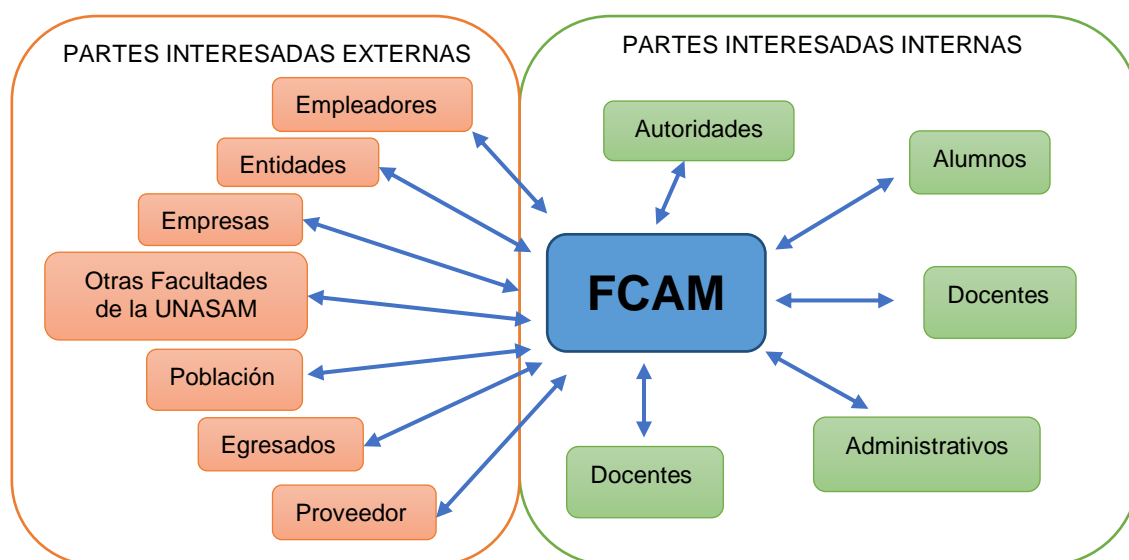 PARTES INTERESADAS EXTERNAS
Empleadores
Entidades
Empresas
Otras Facultades
de la UNASAM
Población
Egresados
Proveedor
PARTES INTERESADAS INTERNAS
Autoridades
Alumnos
FCAM
Docentes
Administrativos
Docentes